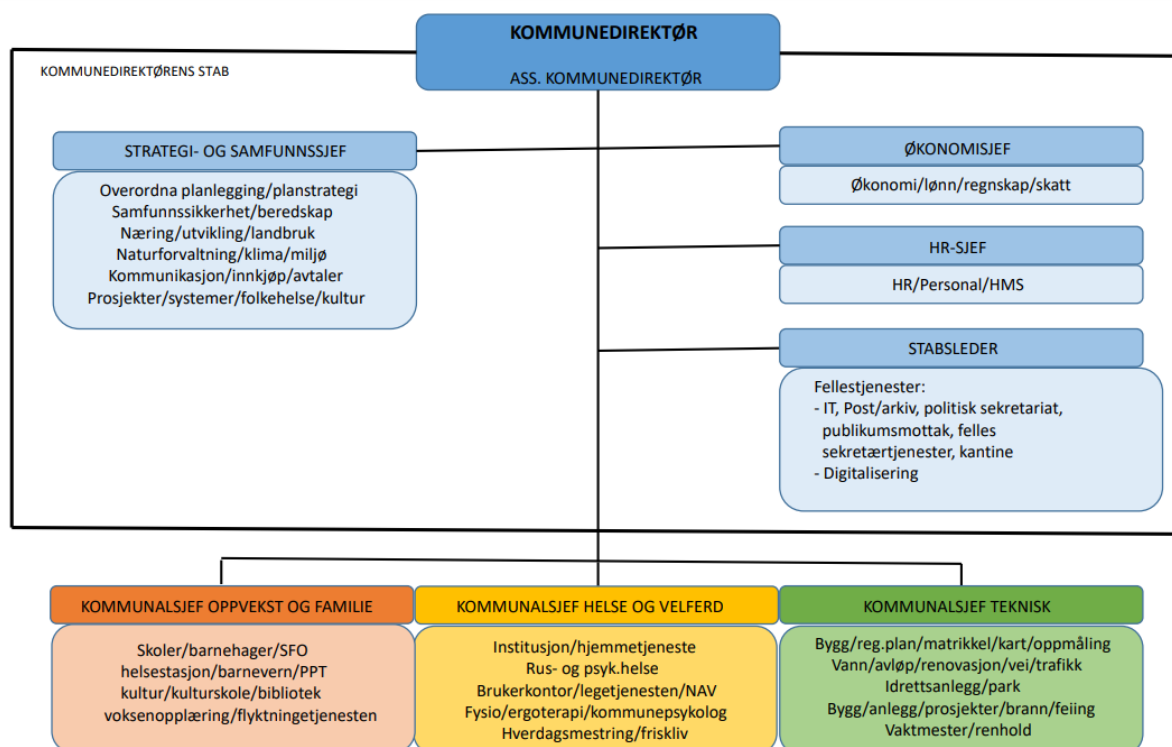 KOMMUNEDIREKTØR
ASS. KOMMUNEDIREKTØR
KOMMUNEDIREKTØRENS STAB
STRATEGI- OG SAMFUNNSSJEF
Overordna planlegging/planstrategi
Samfunnssikkerhet/beredskap
Næring/utvikling/landbruk
Naturforvaltning/klima/miljø
Kommunikasjon/innkjøp/avtaler
Prosjekter/systemer/folkehelse/kultur
ØKONOMISJEF
Økonomi/lønn/regnskap/skatt
HR-SJEF
HR/Personal/HMS
STABSLEDER
Fellestjenester:
- IT, Post/arkiv, politisk sekretariat,
publikumsmottak, felles
sekretærtjenester, kantine
- Digitalisering
KOMMUNALSJEF OPPVEKST OG FAMILIE
Skoler/barnehager/SFO
helsestasjon/barnevern/PPT
kultur/kulturskole/bibliotek
voksenopplæring/flyktningetjenesten
KOMMUNALSJEF HELSE OG VELFERD
Institusjon/hjemmetjeneste
Rus- og psyk.helse
Brukerkontor/legetjenesten/NAV
Fysio/ergoterapi/kommunepsykolog
Hverdagsmestring/friskliv
KOMMUNALSJEF TEKNISK
Bygg/reg.plan/matrikkel/kart/oppmåling
Vann/avløp/renovasjon/vei/trafikk
Idrettsanlegg/park
Bygg/anlegg/prosjekter/brann/feiing
Vaktmester/renhold